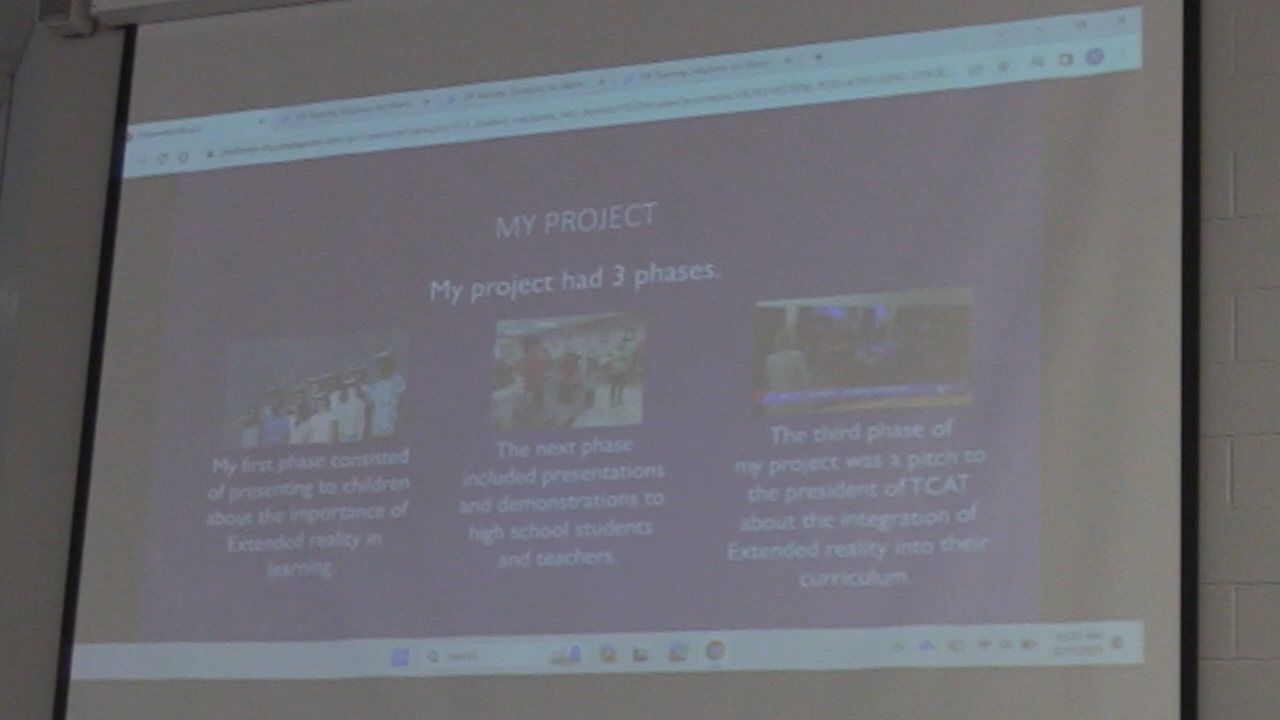 MY PROJECT
My project had 3 phases.
My first phase consisted
of presenting to children
about the importance of
Extended reality in
learning
The next phase
included presentations
and demonstrations to
high school students
and teachers.
The third phase of
my project was a pitch to
the president of TCAT
about the integration of
Extended reality into their
curriculum.
Search